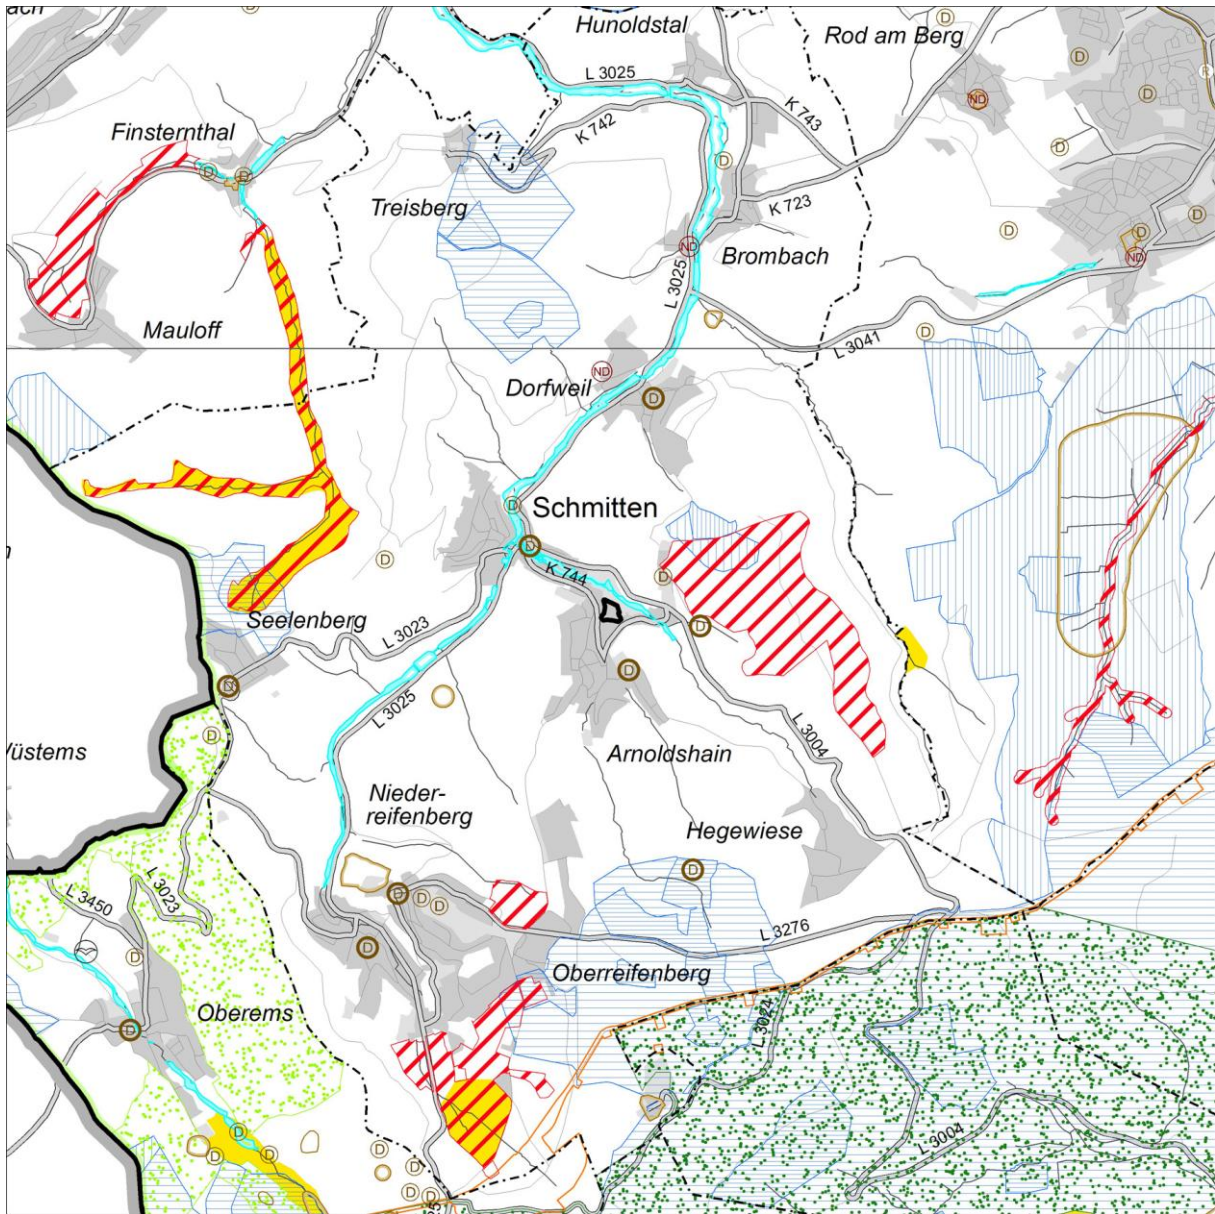 Hunoldstal
Rod am Berg
L 3025
K 742
K 743
ND
Finsternthal
D
D
D
D
D
D
D
Treisberg
K 723
ND
Brombach
D
D
D
ND
L 3025
Mauloff
L 3041
D
Dorfweil
ND
D
D
Schmitten
D
D
K 744
D
Seelenberg
L 3023
D
D
L 3025
D
Arnoldshain
L 3004
Nieder-
reifenberg
Hegewiese
D
D
D
D
L 3450
L 3023
L 3276
D
D
Oberreifenberg
Oberems
D
L 3024
L 3004
D
D
D
D
D
D
D